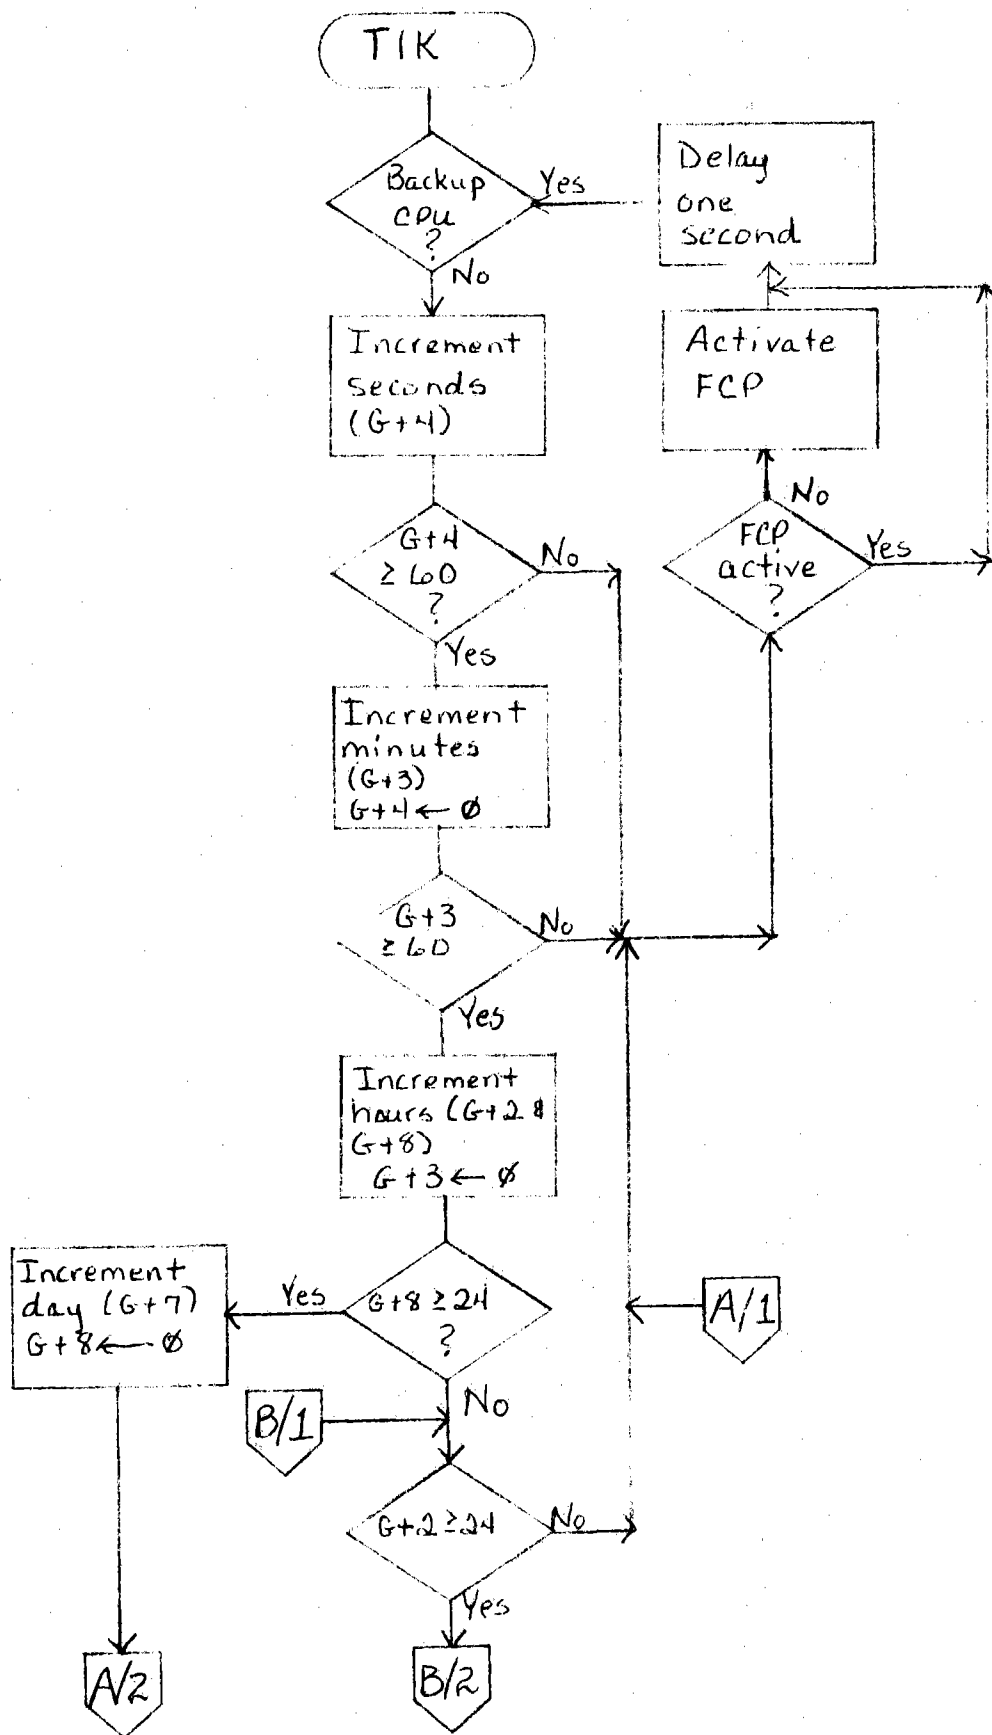 TIK
Backup
CPU
?
Yes
No
Delay
one
second
Increment
seconds
(G+4)
Activate
FCP
G+4
≥ 60
?
No
Yes
No
FCP
active
?
Yes
Increment
minutes
(G+3)
G+4 ← Ø
G+3
≥ 60
No
Yes
Increment
hours (G+2 &
G+8)
G+3 ← Ø
G+8 ≥ 24
?
Yes
No
Increment
day (G+7)
G+8 ← Ø
A/1
B/1
G+2 ≥ 24
No
Yes
A/2
B/2